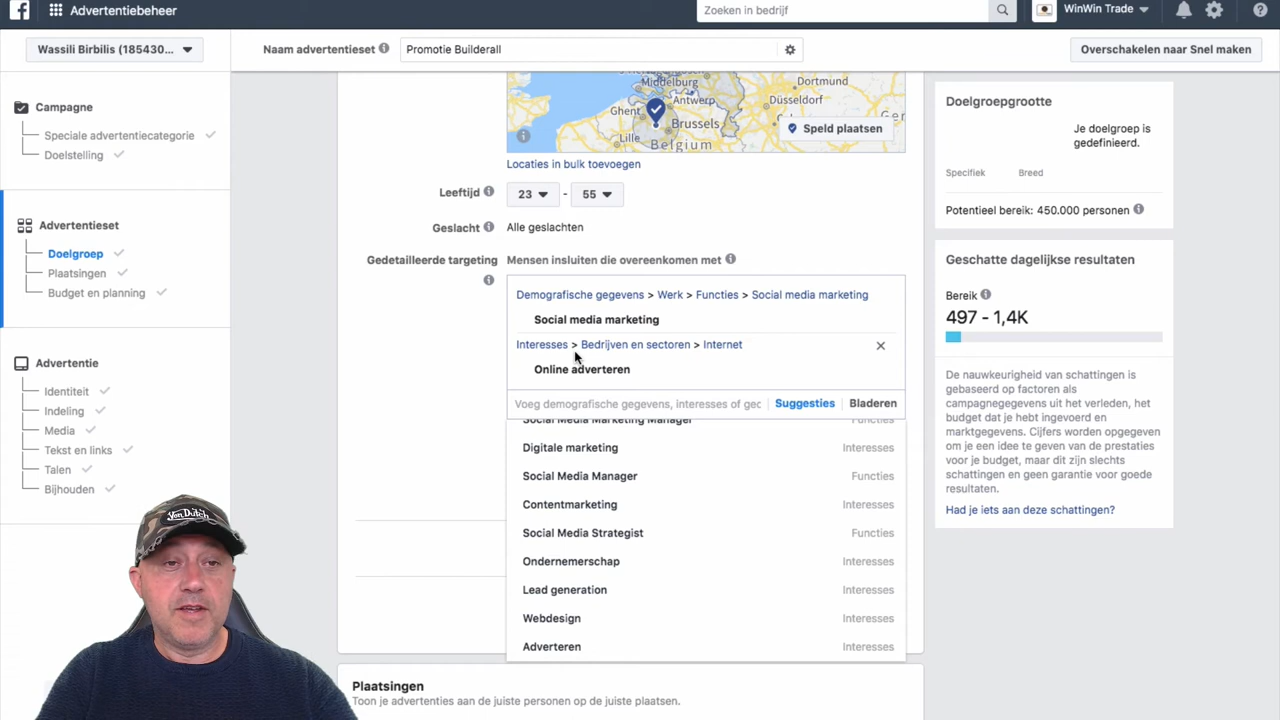 Advertentiebeheer
Zoeken in bedrijf
WinWin Trade
Wassili Birbilis (185430...
Naam advertentieset
Promotie Builderall
Overschakelen naar Snel maken
Campagne
Speciale advertentiecategorie
Doelstelling
Advertentieset
Doelgroep
Plaatsingen
Budget en planning
Advertentie
Identiteit
Indeling
Media
Tekst en links
Talen
Bijhouden
Middelburg
Dortmund
Ghent
Antwerp
Düsseldorf
Brussels
Lille
Belgium
Ger
Speld plaatsen
Locaties in bulk toevoegen
Leeftijd
23 - 55
Geslacht
Alle geslachten
Gedetailleerde targeting
Mensen insluiten die overeenkomen met
Demografische gegevens > Werk > Functies > Social media marketing
Social media marketing
Interesses > Bedrijven en sectoren > Internet
Online adverteren
Voeg demografische gegevens, interesses of gec
Suggesties
Bladeren
Social Media Marketing Manager Functies
Digitale marketing Interesses
Social Media Manager Functies
Contentmarketing Interesses
Social Media Strategist Functies
Ondernemerschap Interesses
Lead generation Interesses
Webdesign Interesses
Adverteren Interesses
Plaatsingen
Toon je advertenties aan de juiste personen op de juiste plaatsen.
Doelgroepgrootte
Je doelgroep is
gedefinieerd.
Specifiek
Breed
Potentieel bereik: 450.000 personen
Geschatte dagelijkse resultaten
Bereik
497 - 1,4K
De nauwkeurigheid van schattingen is
gebaseerd op factoren als
campagnegegevens uit het verleden, het
budget dat je hebt ingevoerd en
marktgegevens. Cijfers worden opgegeven
om je een idee te geven van de prestaties
voor je budget, maar dit zijn slechts
schattingen en geen garantie voor goede
resultaten.
Had je iets aan deze schattingen?
Von Dutch